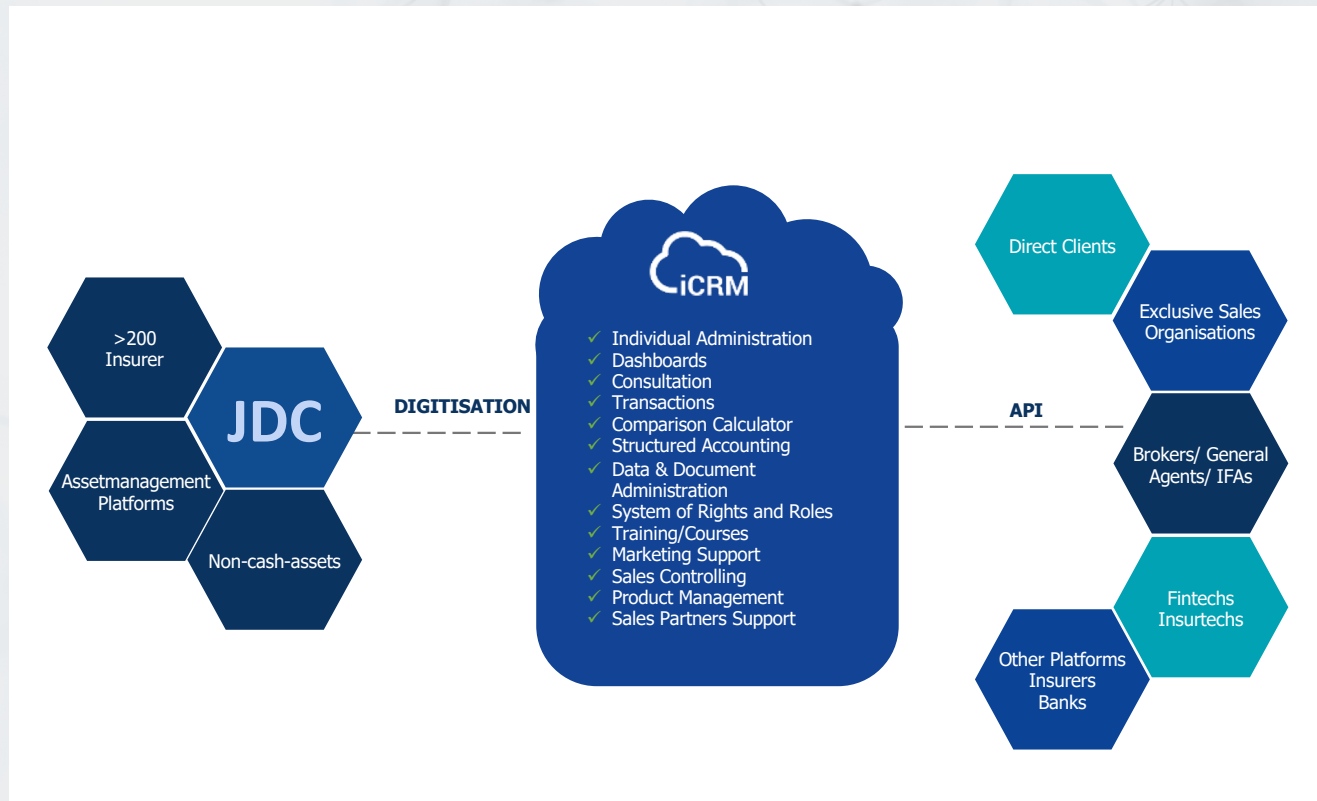 >200
Insurer
JDC
Assetmanagement
Platforms
Non-cash-assets
DIGITISATION
iCRM
✓ Individual Administration
✓ Dashboards
✓ Consultation
✓ Transactions
✓ Comparison Calculator
✓ Structured Accounting
✓ Data & Document
Administration
✓ System of Rights and Roles
✓ Training/Courses
✓ Marketing Support
✓ Sales Controlling
✓ Product Management
✓ Sales Partners Support
API
Direct Clients
Exclusive Sales
Organisations
Brokers/ General
Agents/ IFAs
Fintechs
Insurtechs
Other Platforms
Insurers
Banks